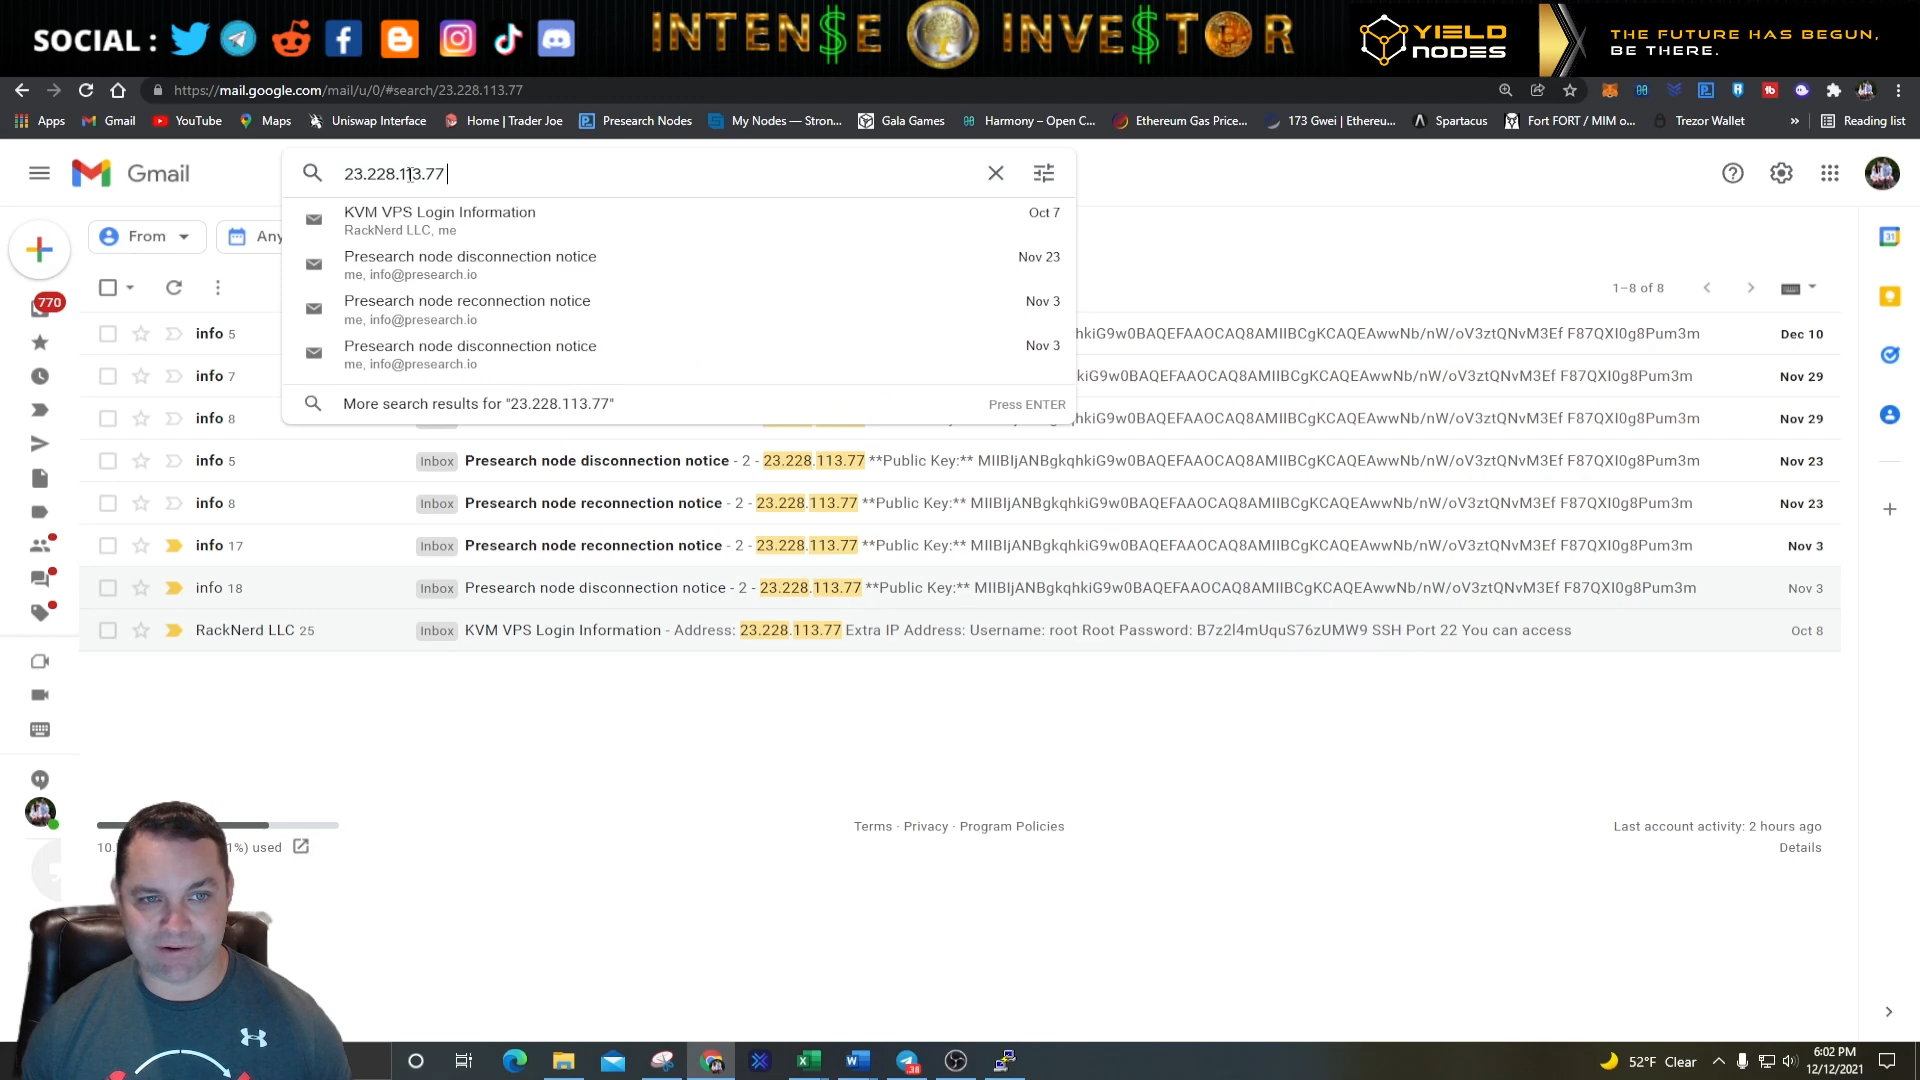 SOCIAL :
INTEN$E INVE$TOR
YIELD NODES
THE FUTURE HAS BEGUN,
BE THERE.
https://mail.google.com/mail/u/0/#search/23.228.113.77
Apps Gmail YouTube Maps Uniswap Interface Home | Trader Joe Presearch Nodes My Nodes — Stron... Gala Games Harmony – Open C... Ethereum Gas Price... 173 Gwei | Ethereu... Spartacus Fort FORT / MIM o... Trezor Wallet » Reading list
Gmail
23.228.113.77
KVM VPS Login Information Oct 7
RackNerd LLC, me
Presearch node disconnection notice Nov 23
me, info@presearch.io
Presearch node reconnection notice Nov 3
me, info@presearch.io
Presearch node disconnection notice Nov 3
me, info@presearch.io
More search results for "23.228.113.77" Press ENTER
From Any
1–8 of 8
770
info 5 hkiG9w0BAQEFAAOCAQ8AMIIBCgKCAQEAwwNb/nW/oV3ztQNvM3Ef F87QXI0g8Pum3m Dec 10
info 7 kiG9w0BAQEFAAOCAQ8AMIIBCgKCAQEAwwNb/nW/oV3ztQNvM3Ef F87QXI0g8Pum3m Nov 29
info 8 hkiG9w0BAQEFAAOCAQ8AMIIBCgKCAQEAwwNb/nW/oV3ztQNvM3Ef F87QXI0g8Pum3m Nov 29
info 5 Inbox Presearch node disconnection notice - 2 - 23.228.113.77 **Public Key:** MIIBIjANBgkqhkiG9w0BAQEFAAOCAQ8AMIIBCgKCAQEAwwNb/nW/oV3ztQNvM3Ef F87QXI0g8Pum3m Nov 23
info 8 Inbox Presearch node reconnection notice - 2 - 23.228.113.77 **Public Key:** MIIBIjANBgkqhkiG9w0BAQEFAAOCAQ8AMIIBCgKCAQEAwwNb/nW/oV3ztQNvM3Ef F87QXI0g8Pum3m Nov 23
info 17 Inbox Presearch node reconnection notice - 2 - 23.228.113.77 **Public Key:** MIIBIjANBgkqhkiG9w0BAQEFAAOCAQ8AMIIBCgKCAQEAwwNb/nW/oV3ztQNvM3Ef F87QXI0g8Pum3m Nov 3
info 18 Inbox Presearch node disconnection notice - 2 - 23.228.113.77 **Public Key:** MIIBIjANBgkqhkiG9w0BAQEFAAOCAQ8AMIIBCgKCAQEAwwNb/nW/oV3ztQNvM3Ef F87QXI0g8Pum3m Nov 3
RackNerd LLC 25 Inbox KVM VPS Login Information - Address: 23.228.113.77 Extra IP Address: Username: root Root Password: B7z2l4mUquS76zUMW9 SSH Port 22 You can access Oct 8
Terms · Privacy · Program Policies
Last account activity: 2 hours ago
10. 1%) used
Details
52°F Clear
6:02 PM
12/12/2021